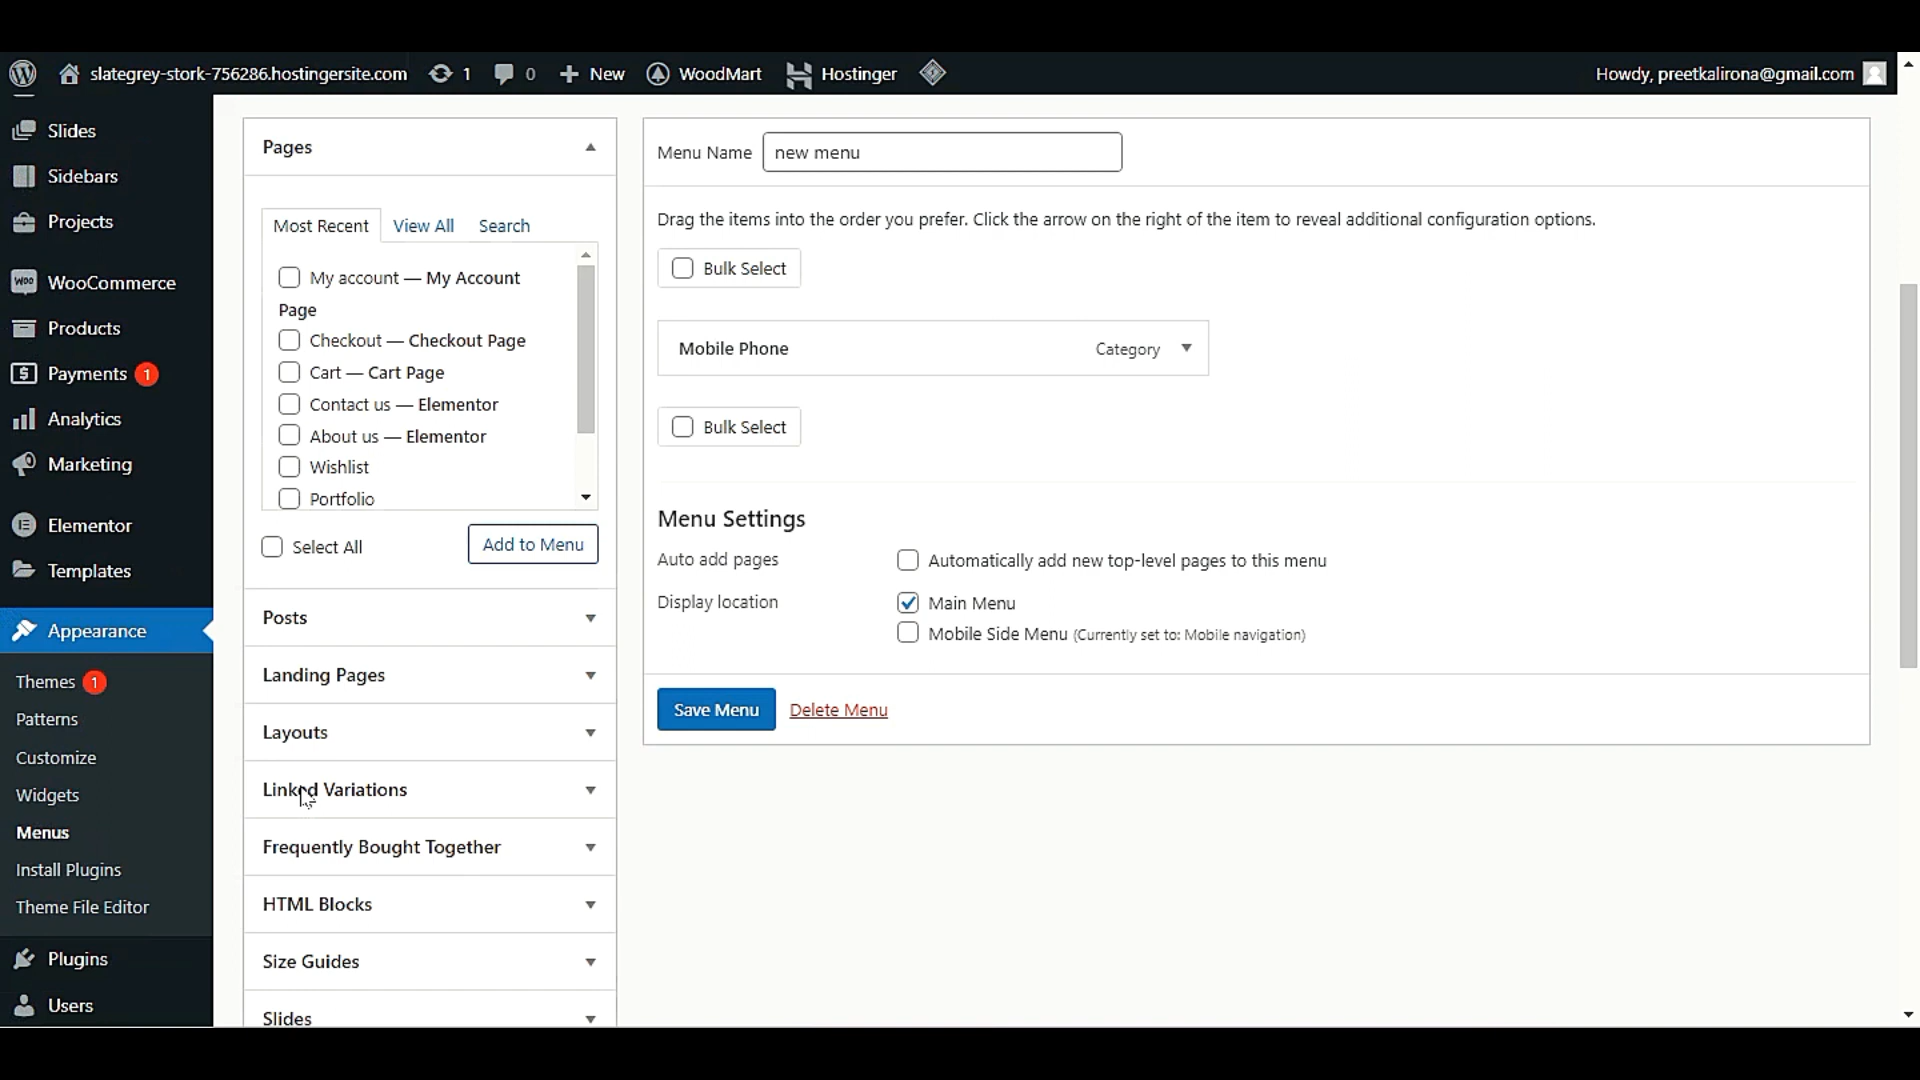 slategrey-stork-756286.hostingersite.com 1 0 New WoodMart Hostinger Howdy, preetkalirona@gmail.com
Slides
Sidebars
Projects
WooCommerce
Products
Payments 1
Analytics
Marketing
Elementor
Templates
Appearance
Themes 1
Patterns
Customize
Widgets
Menus
Install Plugins
Theme File Editor
Plugins
Users
Pages
Most Recent View All Search
My account — My Account
Page
Checkout — Checkout Page
Cart — Cart Page
Contact us — Elementor
About us — Elementor
Wishlist
Portfolio
Select All Add to Menu
Posts
Landing Pages
Layouts
Linked Variations
Frequently Bought Together
HTML Blocks
Size Guides
Slides
Menu Name new menu
Drag the items into the order you prefer. Click the arrow on the right of the item to reveal additional configuration options.
Bulk Select
Mobile Phone Category
Bulk Select
Menu Settings
Auto add pages Automatically add new top-level pages to this menu
Display location Main Menu
Mobile Side Menu (Currently set to: Mobile navigation)
Save Menu Delete Menu